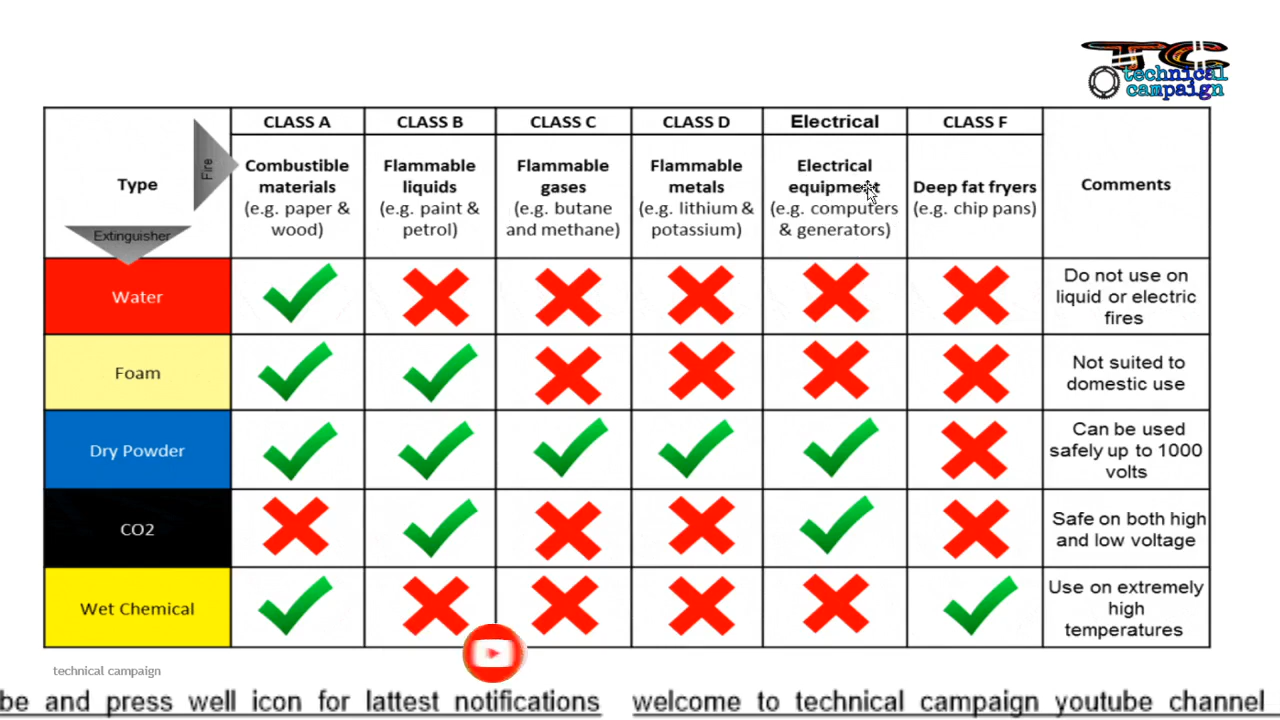 TC
technical
campaign
Type
Fire
Extinguisher
CLASS A
CLASS B
CLASS C
CLASS D
Electrical
CLASS F
Comments
Combustible
materials
(e.g. paper &
wood)
Flammable
liquids
(e.g. paint &
petrol)
Flammable
gases
(e.g. butane
and methane)
Flammable
metals
(e.g. lithium &
potassium)
Electrical
equipment
(e.g. computers
& generators)
Deep fat fryers
(e.g. chip pans)
Water
Do not use on
liquid or electric
fires
Foam
Not suited to
domestic use
Dry Powder
Can be used
safely up to 1000
volts
CO2
Safe on both high
and low voltage
Wet Chemical
Use on extremely
high
temperatures
technical campaign
be and press well icon for lattest notifications welcome to technical campaign youtube channel